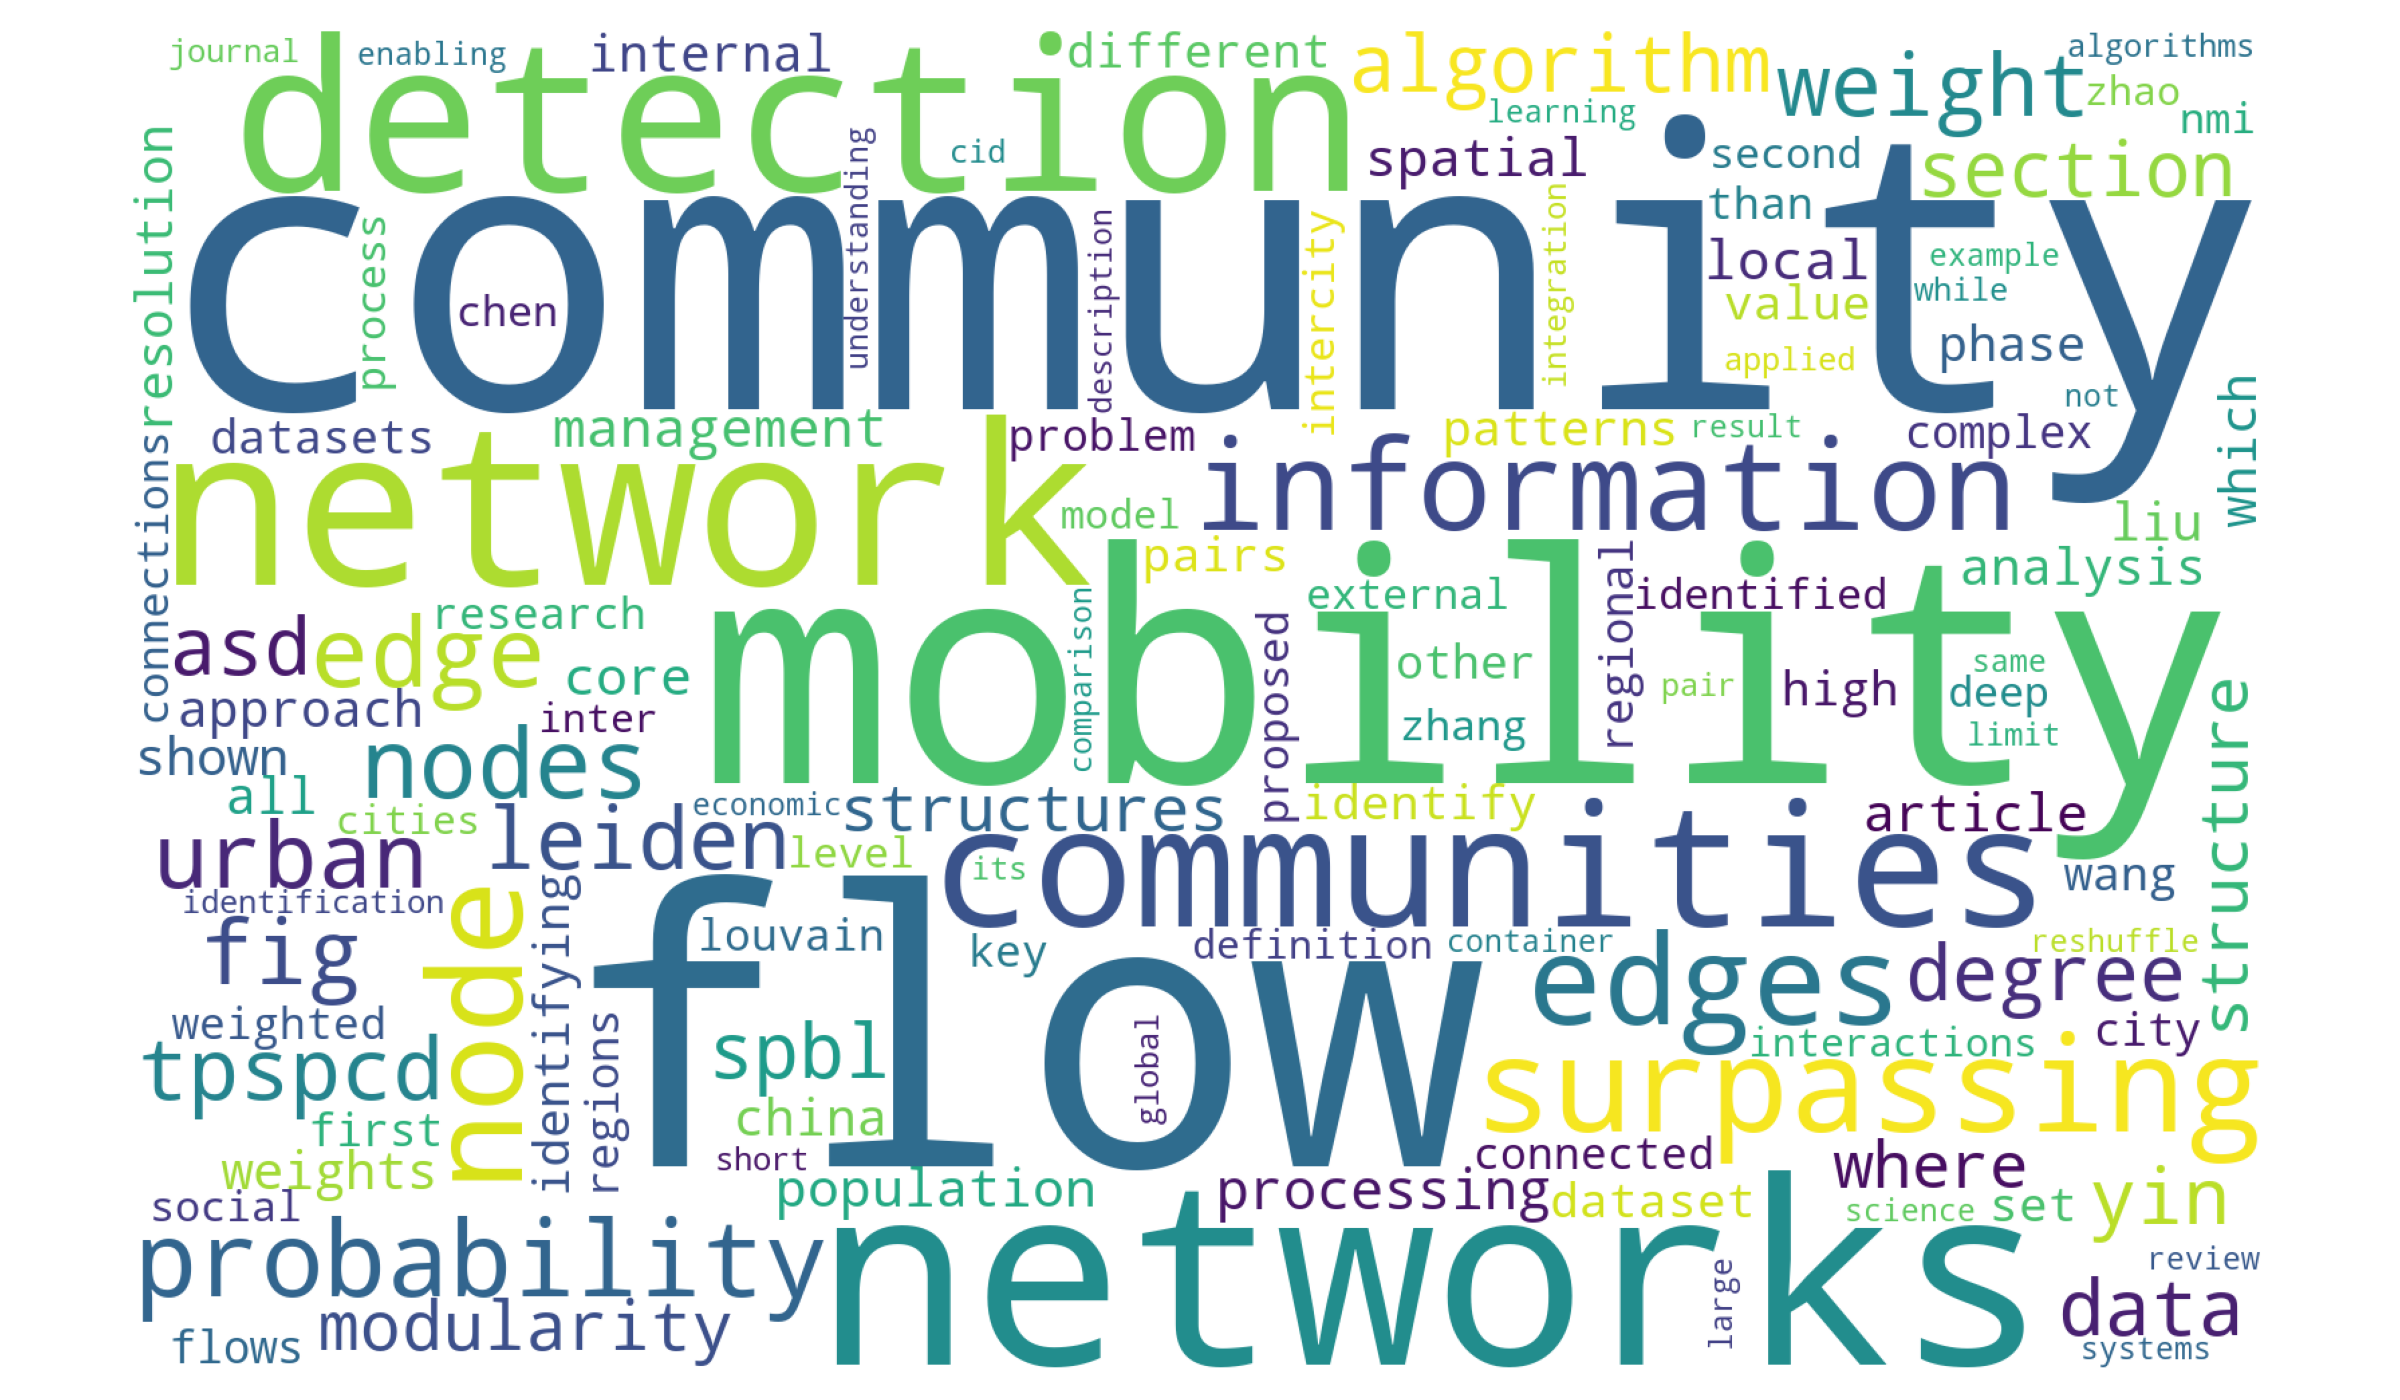 journal
enabling
internal
different
algorithm
algorithms
detection
weight
zhao
learning
nmi
cid
spatial
second
section
resolution
understanding
than
process
community
description
intercity
integration
local
example
chen
value
while
phase
applied
not
which
datasets
management
problem
patterns
result
complex
network
information
connections
model
liu
pairs
regional
analysis
research
mobility
external
identified
asd
edge
comparison
proposed
core
other
same
approach
inter
pair
high
deep
structure
shown
nodes
zhang
limit
all
cities
economic
structures
identify
article
urban
leiden
level
communities
its
wang
identification
node
identifying
flow
fig
louvain
key
definition
container
reshuffle
edges
degree
weighted
regions
global
city
tpspcd
spbl
interactions
surpassing
first
china
weights
short
connected
where
social
population
processing
dataset
science
set
yin
probability
networks
large
review
modularity
data
flows
systems